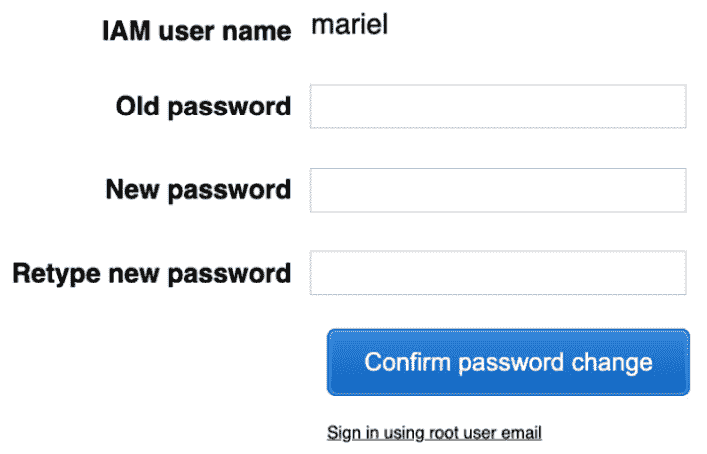 IAM user name mariel
Old password
New password
Retype new password
Confirm password change
Sign in using root user email